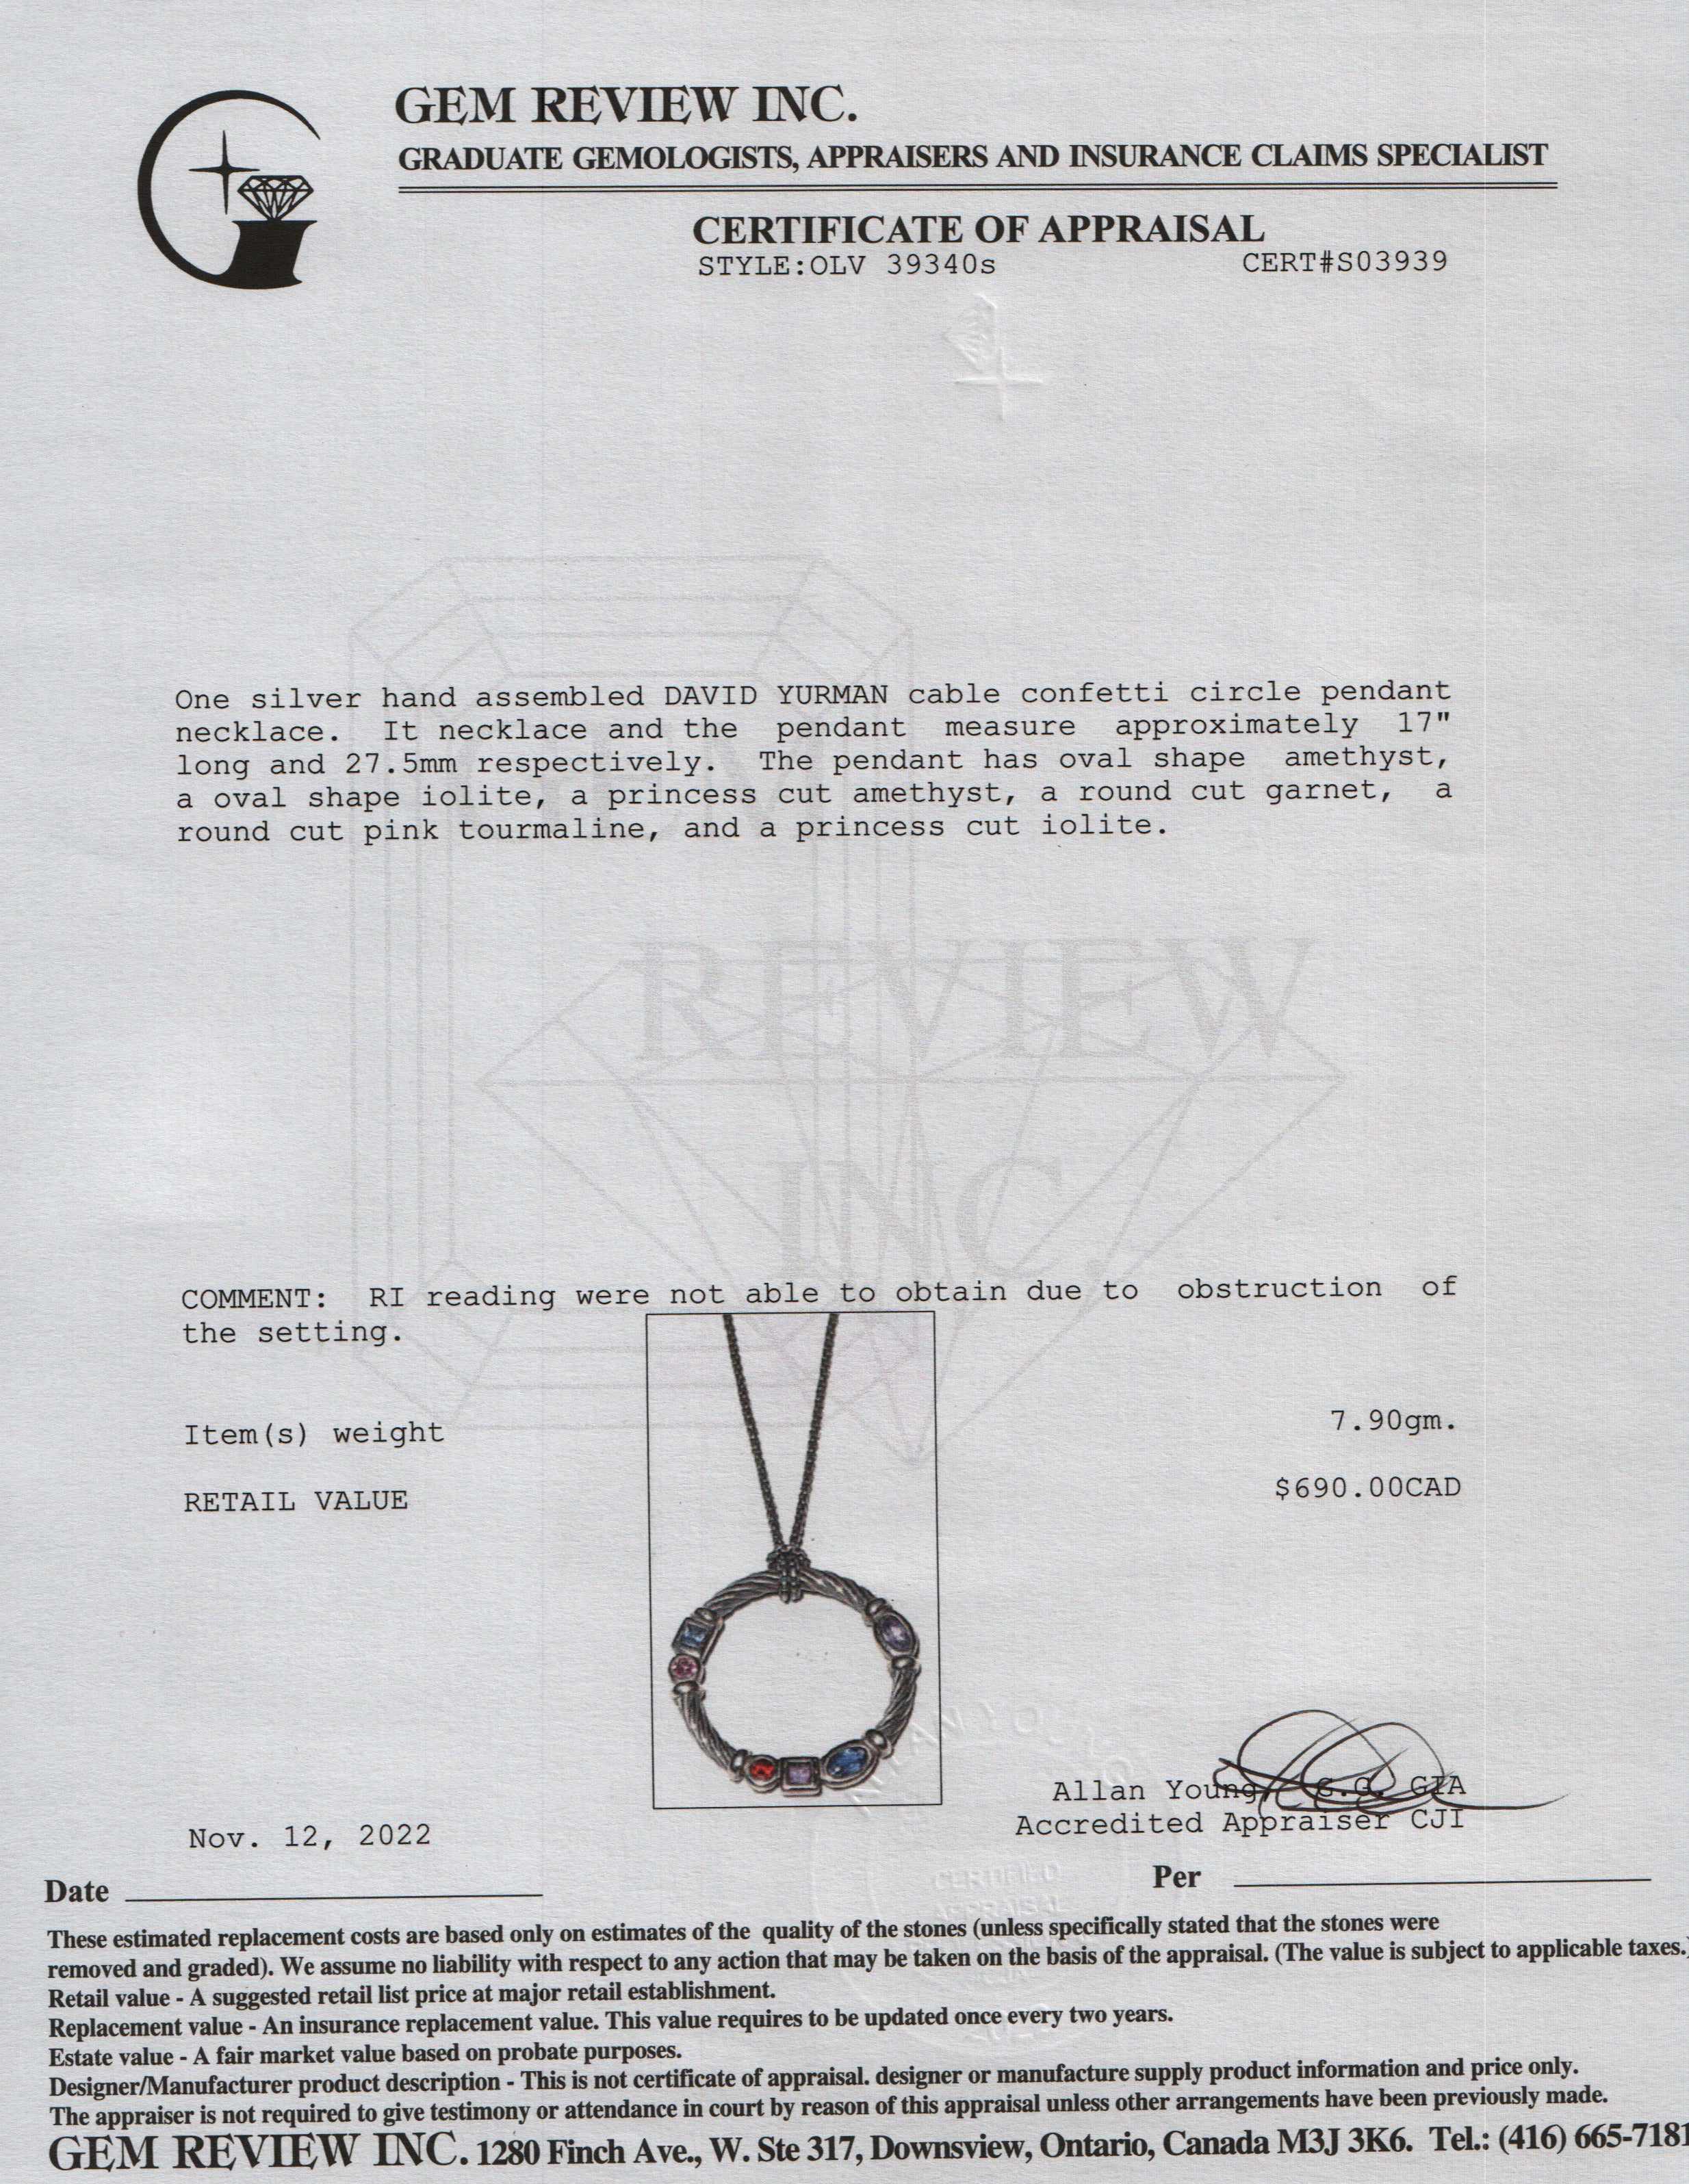 GEM REVIEW INC.
GRADUATE GEMOLOGISTS, APPRAISERS AND INSURANCE CLAIMS SPECIALIST
CERTIFICATE OF APPRAISAL
STYLE:OLV 39340s CERT#S03939
One silver hand assembled DAVID YURMAN cable confetti circle pendant
necklace. It necklace and the pendant measure approximately 17"
long and 27.5mm respectively. The pendant has oval shape amethyst,
a oval shape iolite, a princess cut amethyst, a round cut garnet, a
round cut pink tourmaline, and a princess cut iolite.
REVIEW
INC.
COMMENT: RI reading were not able to obtain due to obstruction of
the setting.
Item(s) weight 7.90gm.
RETAIL VALUE $690.00CAD
Allan Young, G.G. GIA
Accredited Appraiser CJI
Nov. 12, 2022
Date Per
CERTIFIED
APPRAISAL
These estimated replacement costs are based only on estimates of the quality of the stones (unless specifically stated that the stones were
removed and graded). We assume no liability with respect to any action that may be taken on the basis of the appraisal. (The value is subject to applicable taxes.)
Retail value - A suggested retail list price at major retail establishment.
Replacement value - An insurance replacement value. This value requires to be updated once every two years.
Estate value - A fair market value based on probate purposes.
Designer/Manufacturer product description - This is not certificate of appraisal. designer or manufacture supply product information and price only.
The appraiser is not required to give testimony or attendance in court by reason of this appraisal unless other arrangements have been previously made.
GEM REVIEW INC. 1280 Finch Ave., W. Ste 317, Downsview, Ontario, Canada M3J 3K6. Tel.: (416) 665-7181